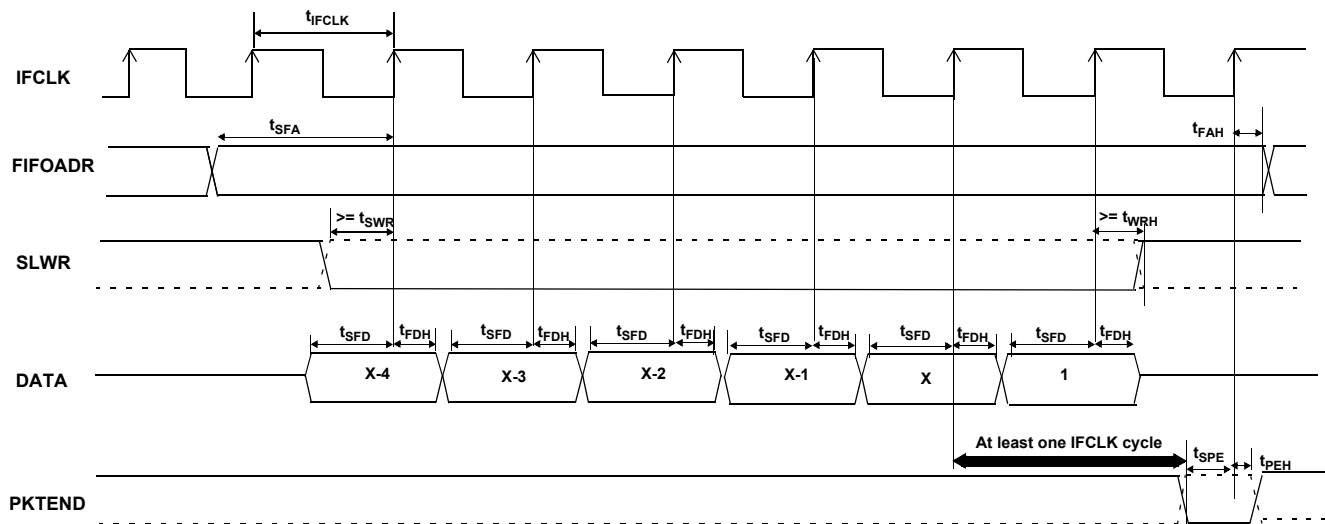 tIFCLK
IFCLK
tSFA
tFAH
FIFOADR
>= tSWR
>= tWRH
SLWR
tSFD tFDH tSFD tFDH tSFD tFDH tSFD tFDH tSFD tFDH tSFD tFDH
DATA
X-4 X-3 X-2 X-1 X 1
At least one IFCLK cycle
tSPE
tPEH
PKTEND